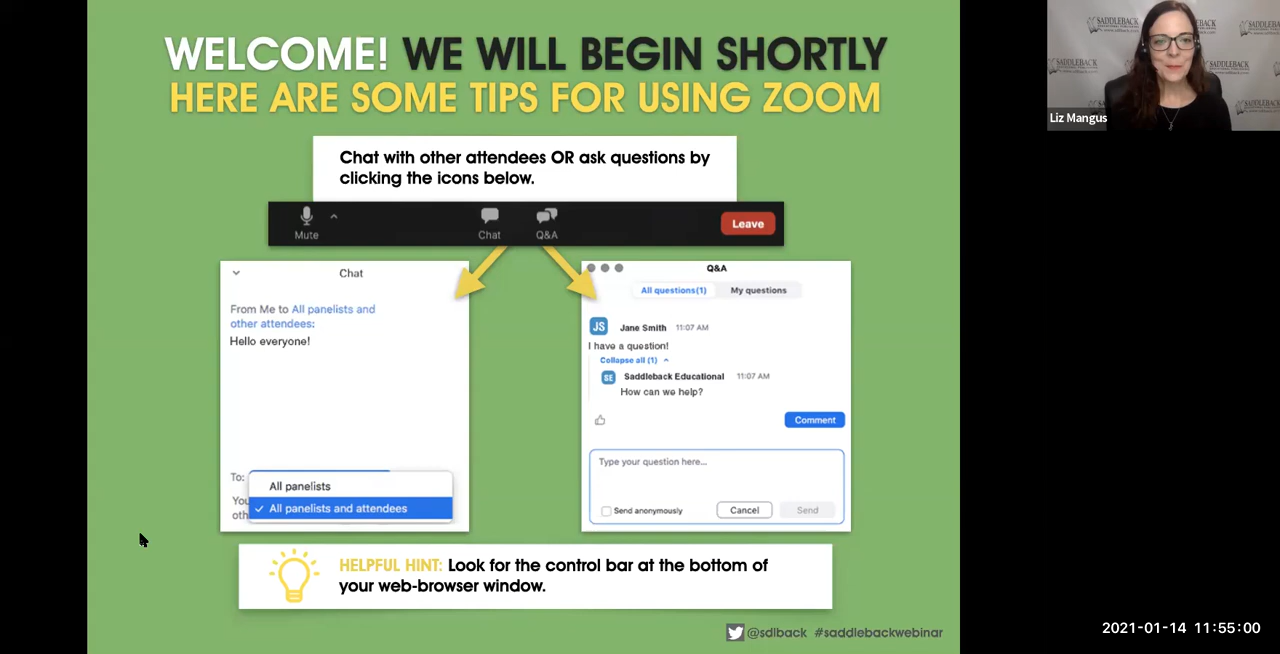 WELCOME! WE WILL BEGIN SHORTLY
HERE ARE SOME TIPS FOR USING ZOOM
Chat with other attendees OR ask questions by
clicking the icons below.
Mute
Chat
Q&A
Leave
Chat
From Me to All panelists and
other attendees:
Hello everyone!
To:
All panelists
You
✓ All panelists and attendees
oth
Q&A
All questions(1)
My questions
JS
Jane Smith 11:07 AM
I have a question!
Collapse all (1)
SE
Saddleback Educational 11:07 AM
How can we help?
Comment
Type your question here...
Send anonymously
Cancel
Send
HELPFUL HINT: Look for the control bar at the bottom of
your web-browser window.
@sdlback #saddlebackwebinar
SADDLEBACK
Liz Mangus
2021-01-14 11:55:00